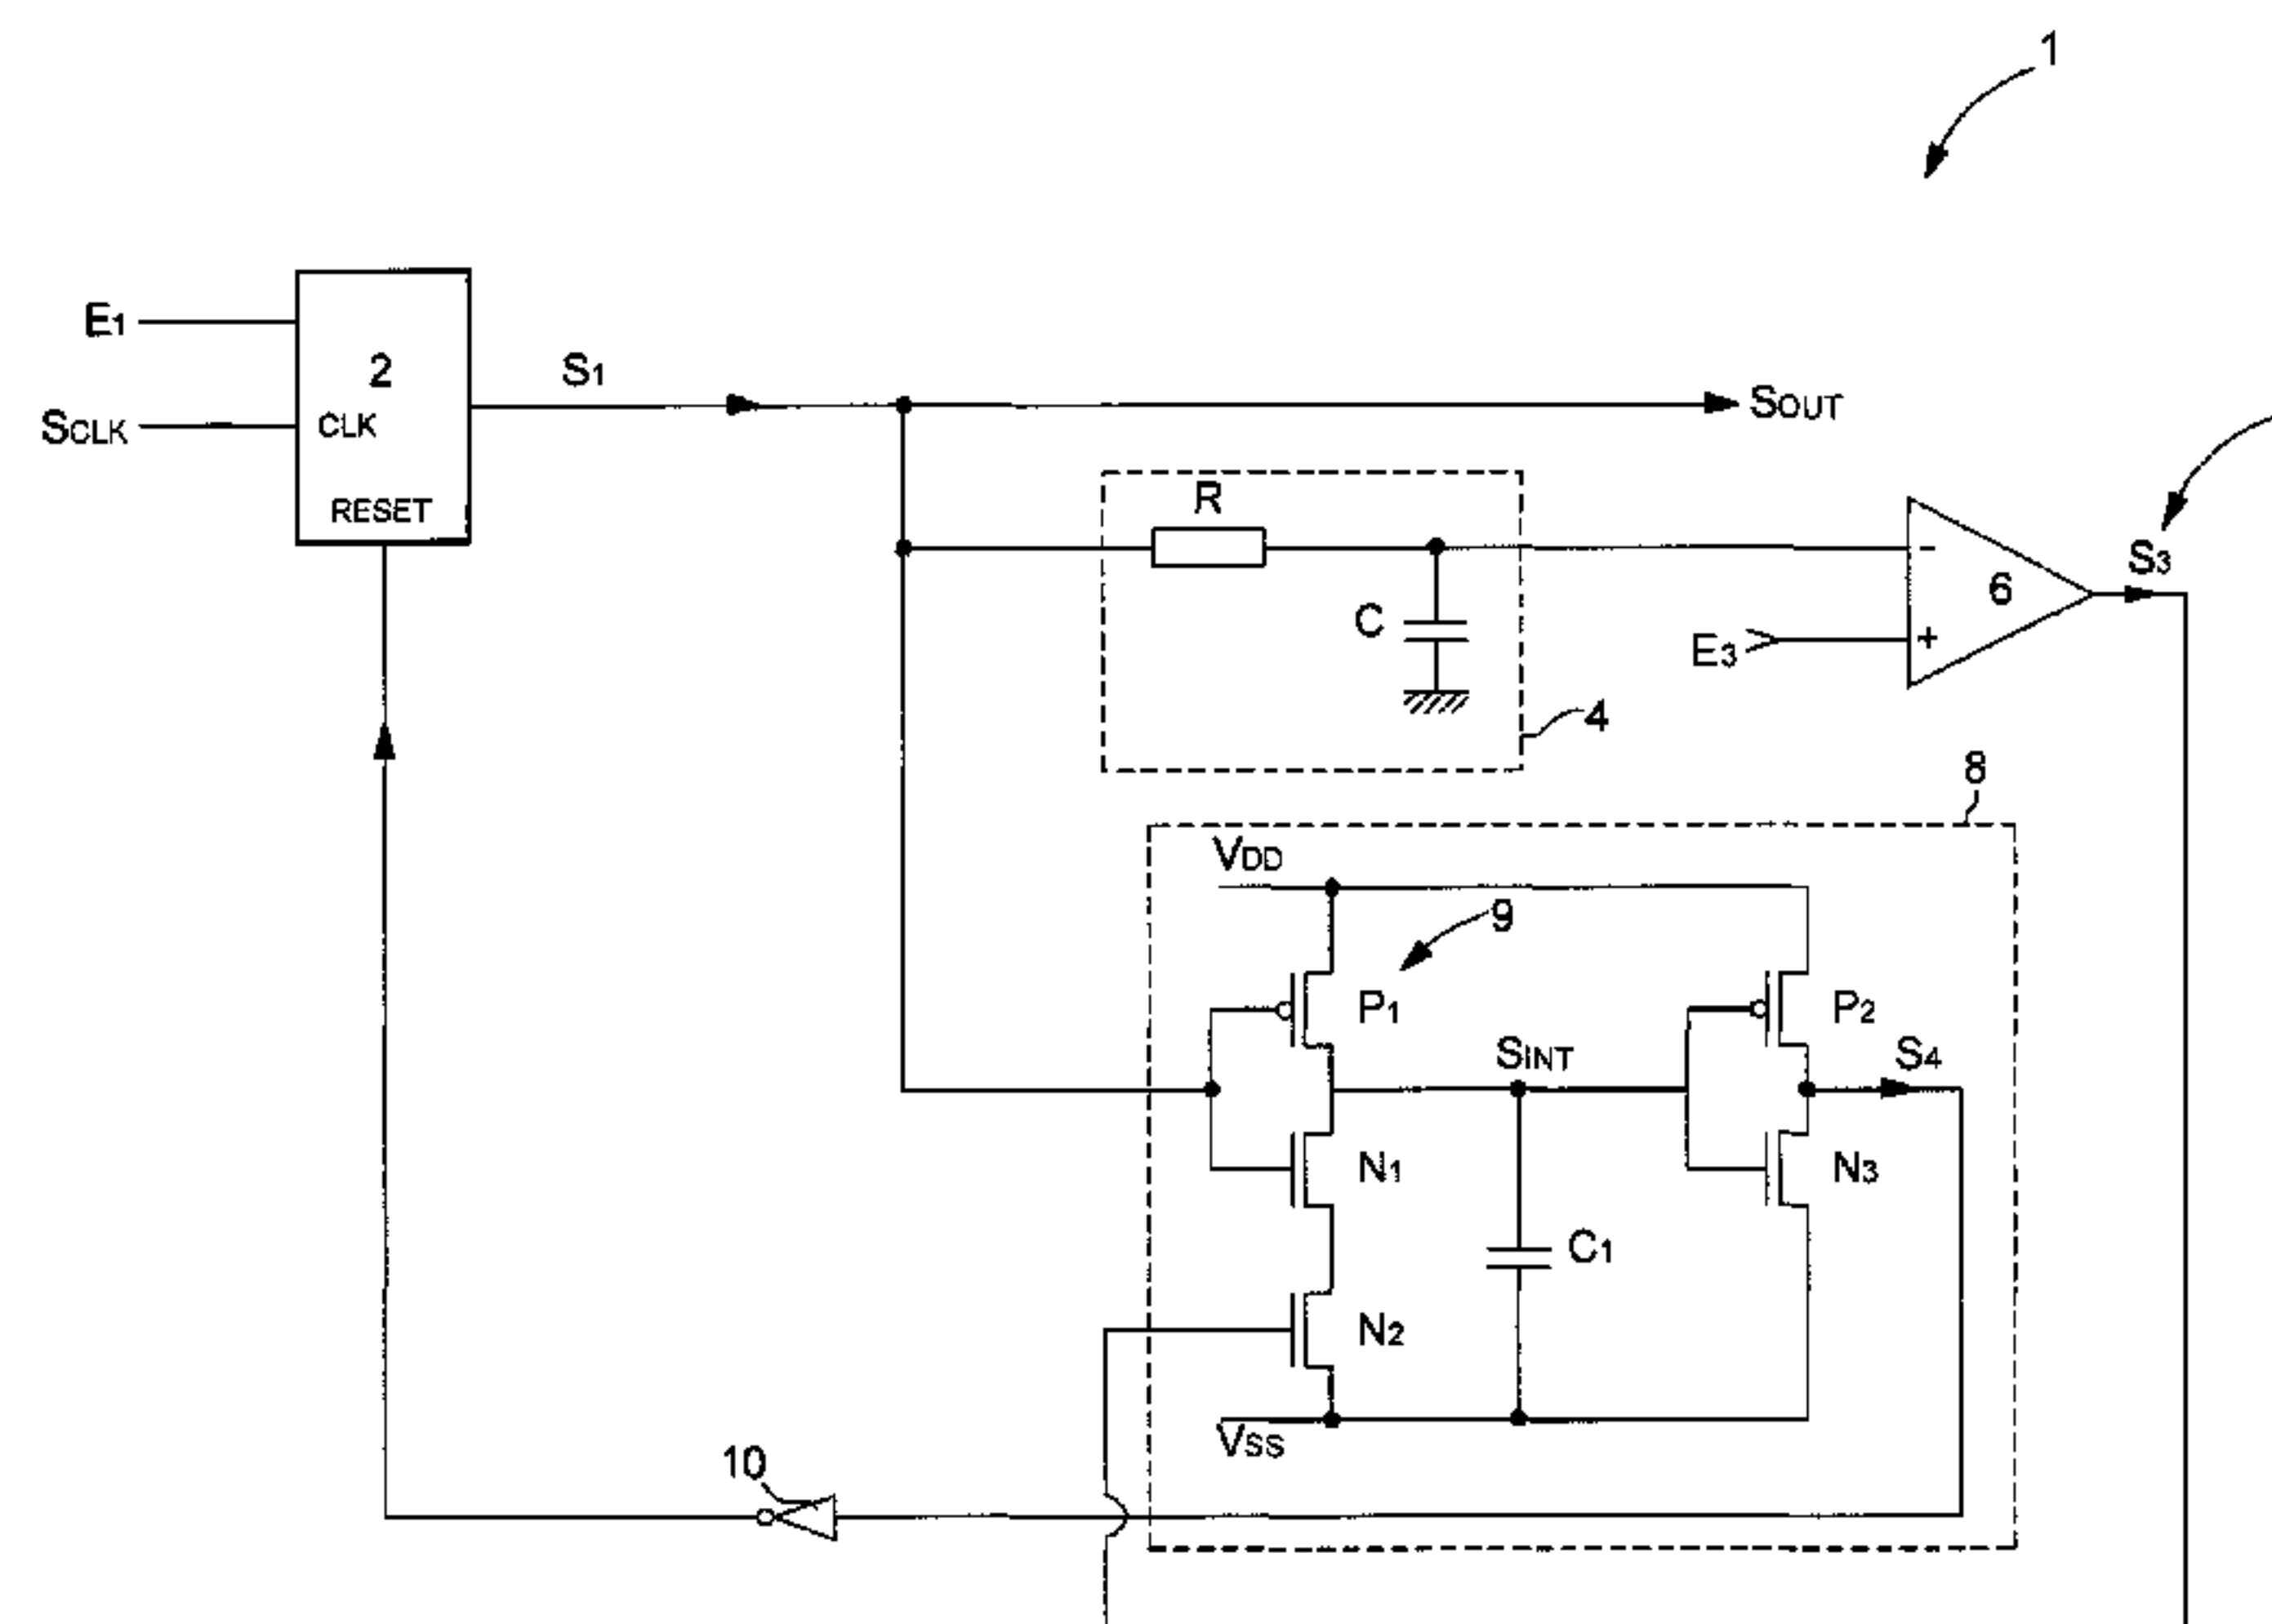 1
E1
2
S1
SCLK
CLK
SOUT
RESET
R
S3
6
-
C
E3
+
4
8
VDD
9
P1
P2
SINT
S4
N1
N3
C1
N2
VSS
10